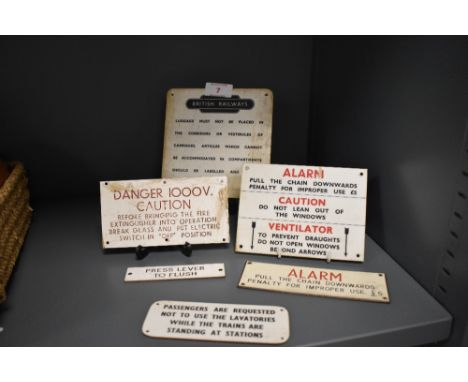 7
BRITISH RAILWAYS
LUGGAGE MUST NOT BE PLACED IN
THE CORRIDORS OR VESTIBULES OF
CARRIAGES. ARTICLES WHICH CANNOT
BE ACCOMMODATED IN COMPARTMENTS
SHOULD BE LABELLED AND
DANGER 1000V.
CAUTION
BEFORE BRINGING THE FIRE
EXTINGUISHER INTO OPERATION
BREAK GLASS AND PUT ELECTRIC
SWITCH IN "OFF" POSITION
ALARM
PULL THE CHAIN DOWNWARDS
PENALTY FOR IMPROPER USE £5
CAUTION
DO NOT LEAN OUT OF
THE WINDOWS
VENTILATOR
TO PREVENT DRAUGHTS
DO NOT OPEN WINDOWS
BEYOND ARROWS
PRESS LEVER
TO FLUSH
ALARM
PULL THE CHAIN DOWNWARDS
PENALTY FOR IMPROPER USE. £5
PASSENGERS ARE REQUESTED
NOT TO USE THE LAVATORIES
WHILE THE TRAINS ARE
STANDING AT STATIONS